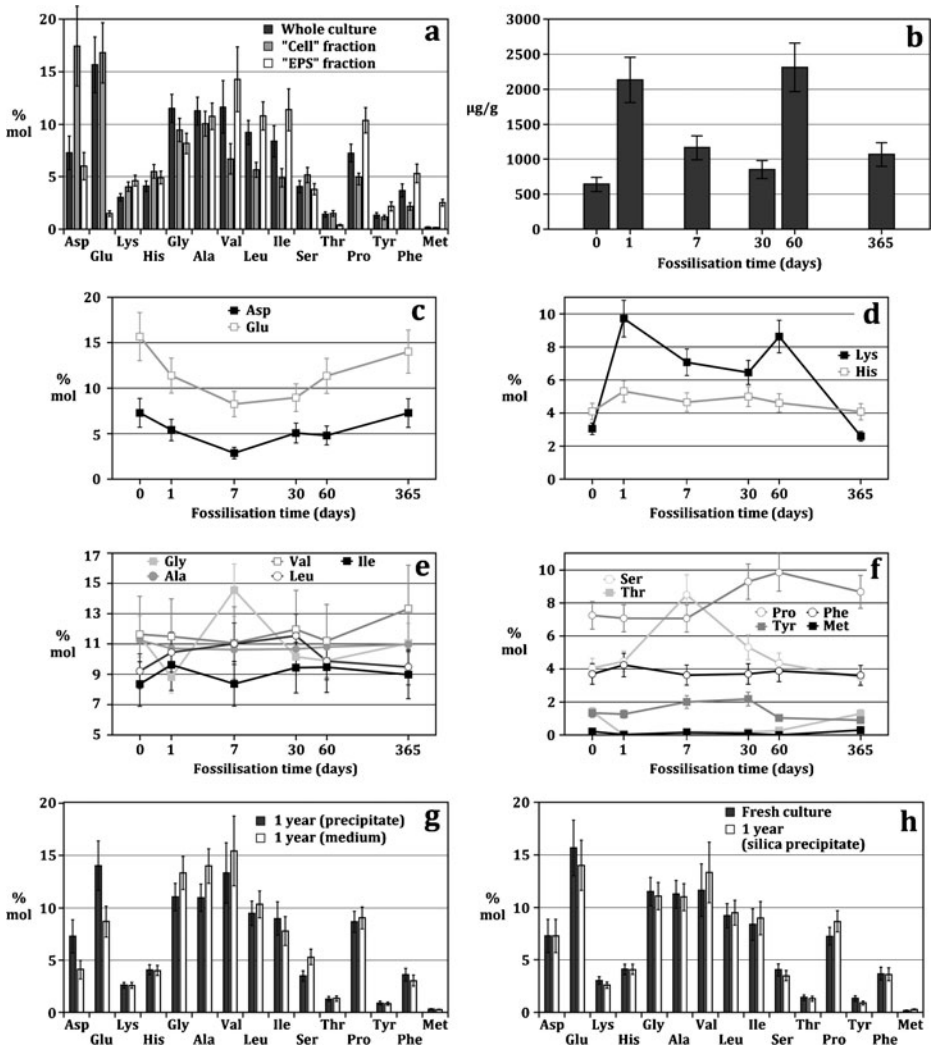 a
Whole culture
"Cell" fraction
"EPS" fraction
20
15
10
5
0
%
mol
Asp Lys Gly Val Ile Thr Tyr Met
Glu His Ala Leu Ser Pro Phe
b
µg/g
3000
2500
2000
1500
1000
500
0
0 1 7 30 60 365
Fossilisation time (days)
c
Asp
Glu
20
15
10
5
0
%
mol
0 1 7 30 60 365
Fossilisation time (days)
d
Lys
His
10
8
6
4
2
0
%
mol
0 1 7 30 60 365
Fossilisation time (days)
e
Gly Val Ile
Ala Leu
17
15
13
11
9
7
5
%
mol
0 1 7 30 60 365
Fossilisation time (days)
f
Ser
Thr
Pro Phe
Tyr Met
10
8
6
4
2
0
%
mol
0 1 7 30 60 365
Fossilisation time (days)
g
1 year (precipitate)
1 year (medium)
20
15
10
5
0
%
mol
Asp Lys Gly Val Ile Thr Tyr Met
Glu His Ala Leu Ser Pro Phe
h
Fresh culture
1 year
(silica precipitate)
20
15
10
5
0
%
mol
Asp Lys Gly Val Ile Thr Tyr Met
Glu His Ala Leu Ser Pro Phe